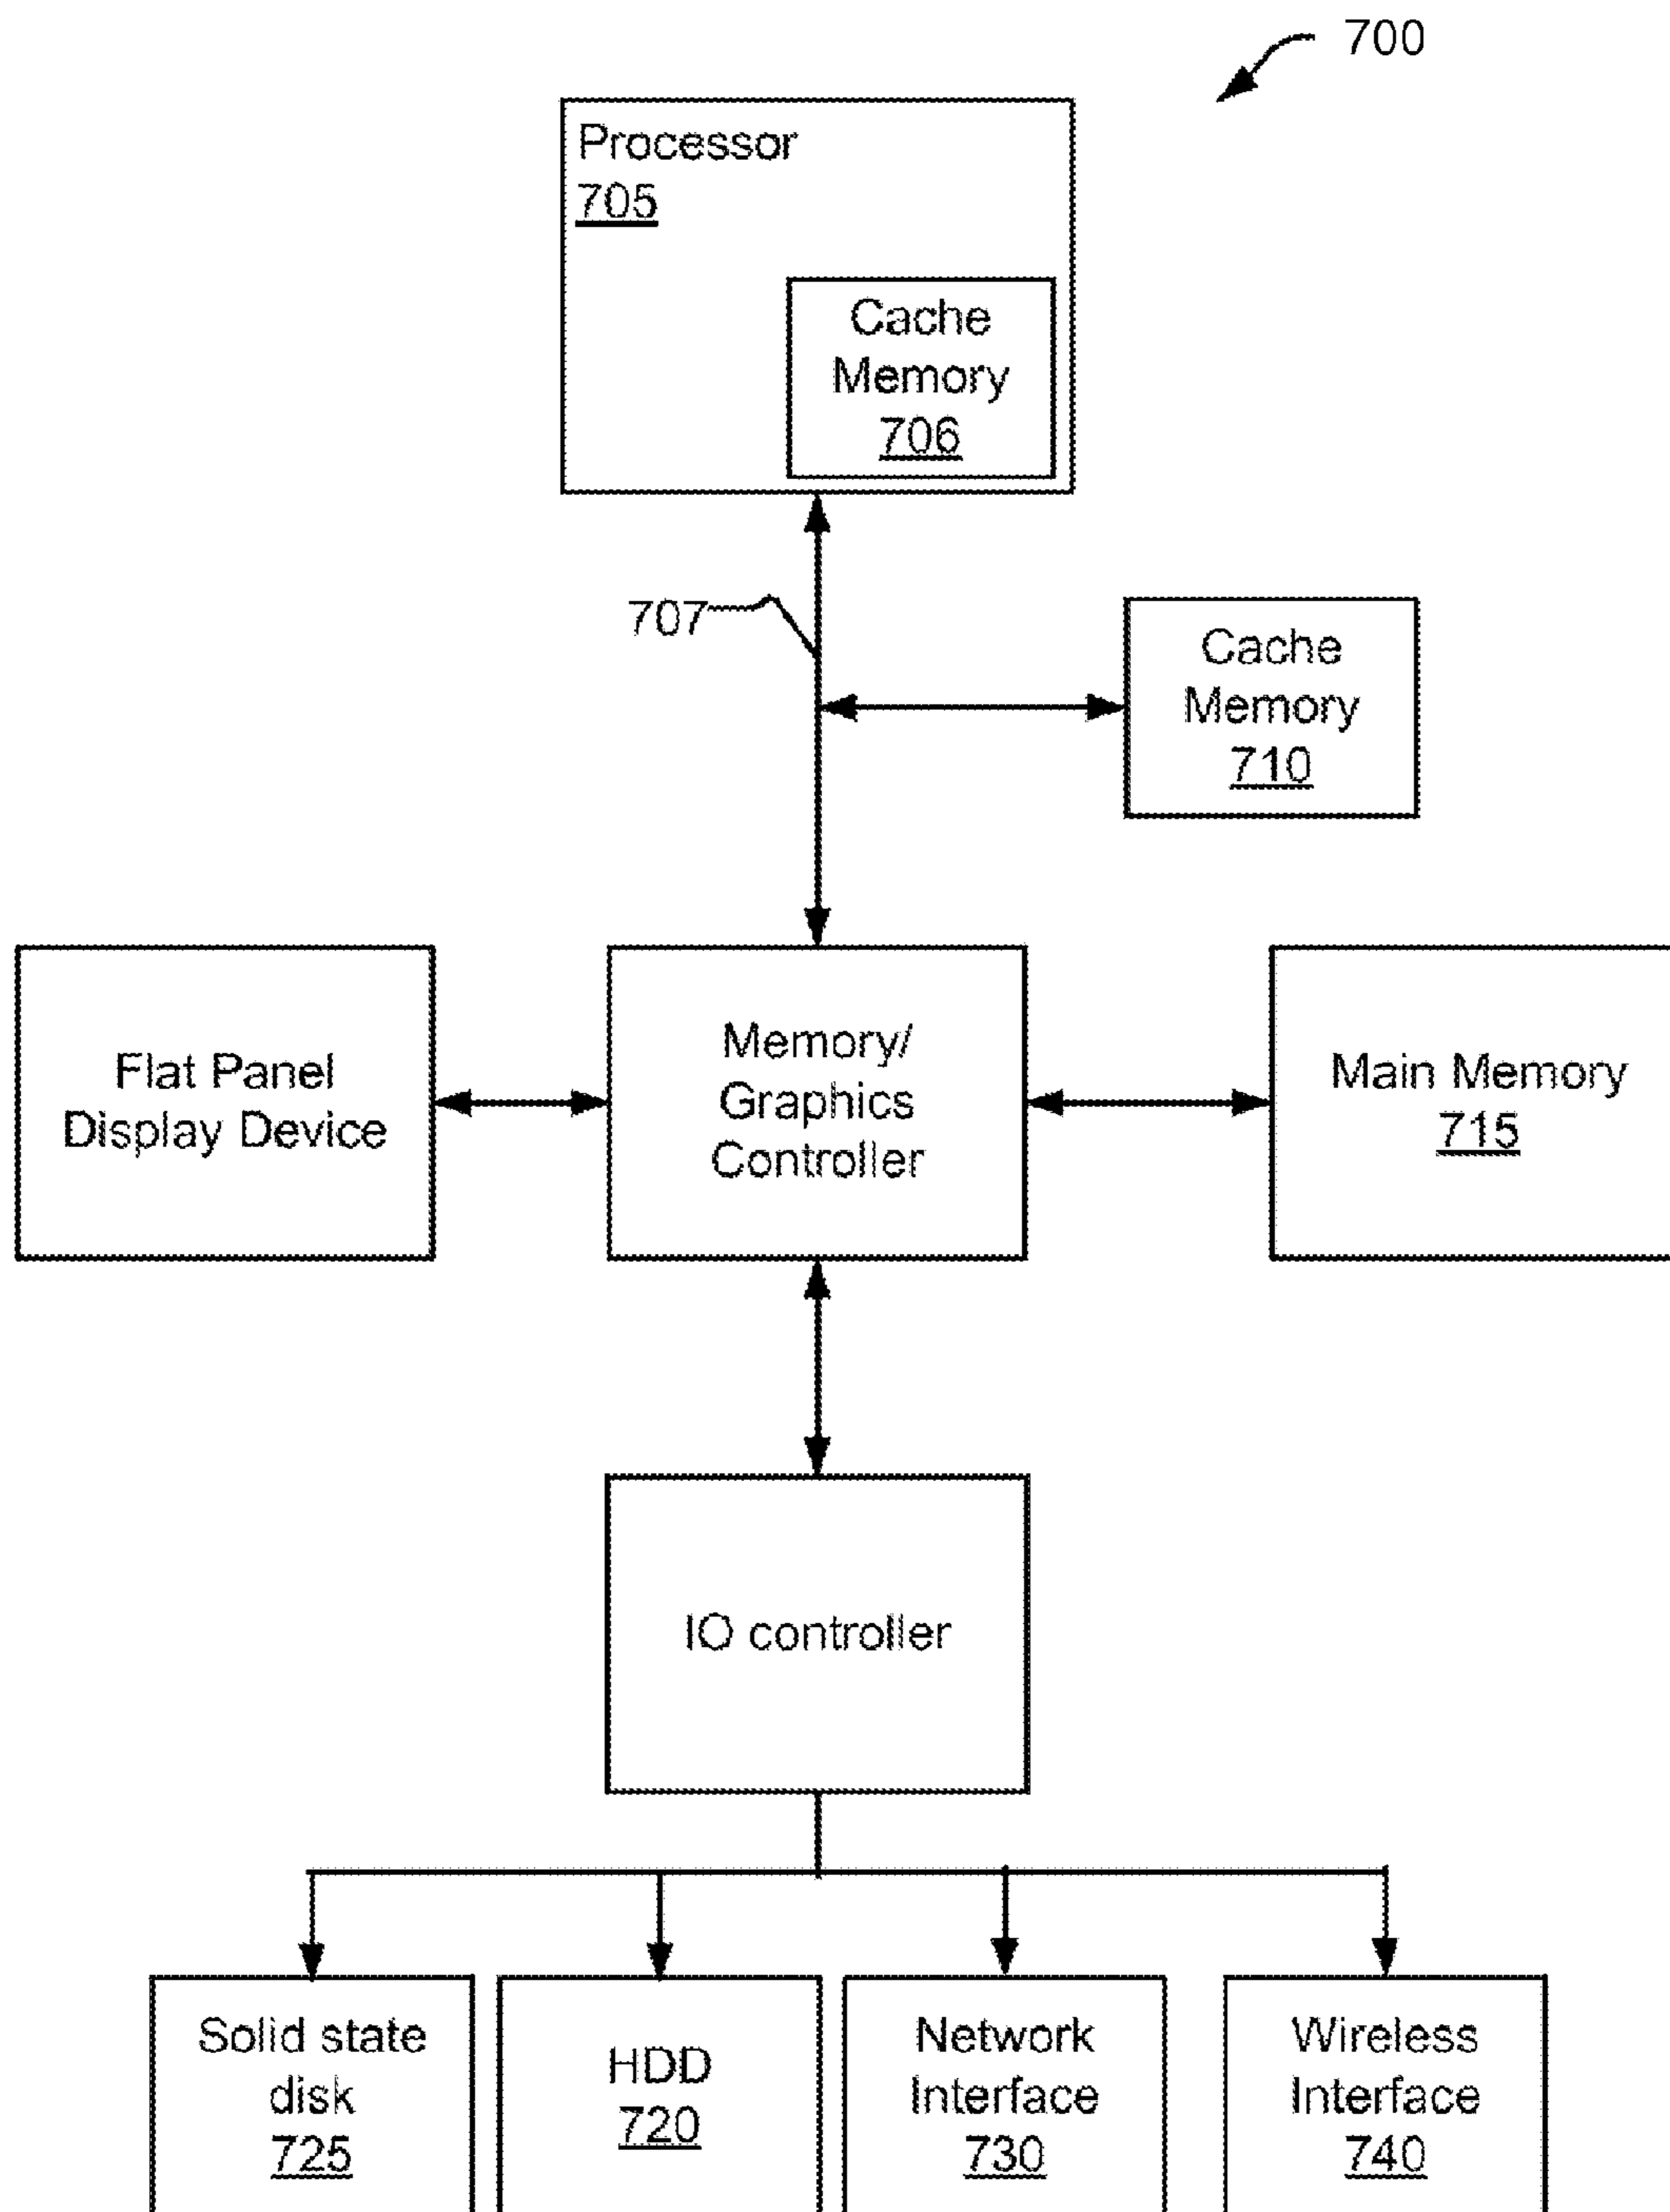 700
Processor
705
Cache
Memory
706
707
Cache
Memory
710
Flat Panel
Display Device
Memory/
Graphics
Controller
Main Memory
715
IO controller
Solid state
disk
725
HDD
720
Network
Interface
730
Wireless
Interface
740